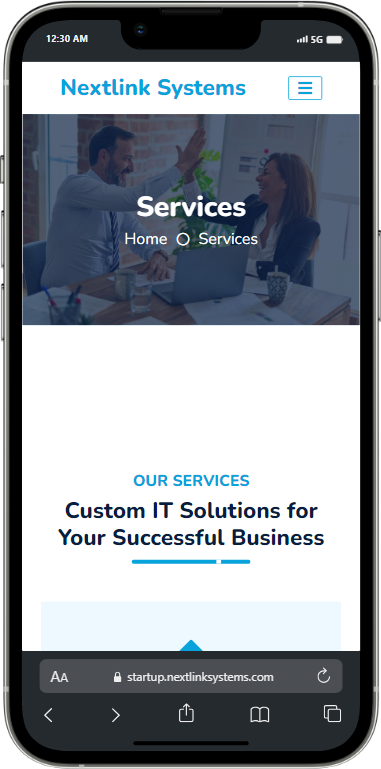 12:30 AM
5G
Nextlink Systems
Services
Home Services
OUR SERVICES
Custom IT Solutions for
Your Successful Business
AA
startup.nextlinksystems.com